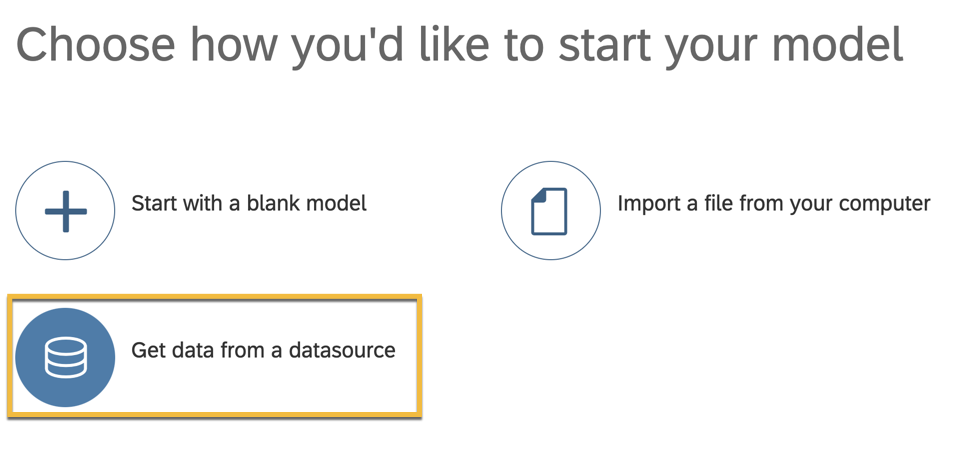 Choose how you'd like to start your model
Start with a blank model
Import a file from your computer
Get data from a datasource